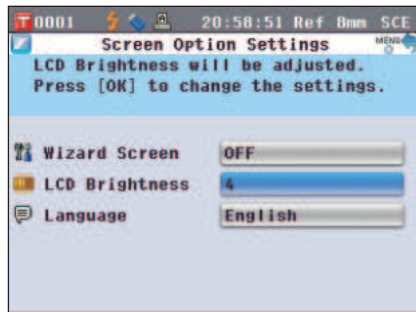 T 0001 20:58:51 Ref 8mm SCE
Screen Option Settings MENU
LCD Brightness will be adjusted.
Press [OK] to change the settings.
Wizard Screen OFF
LCD Brightness 4
Language English